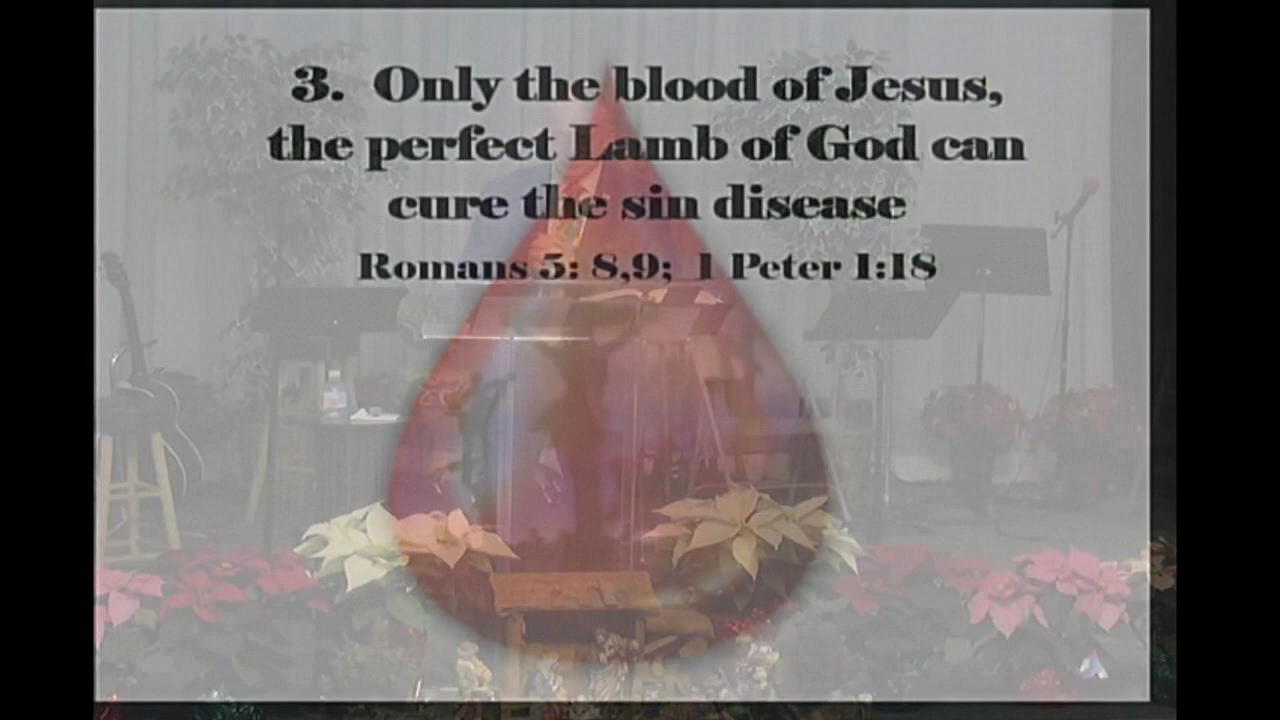 3. Only the blood of Jesus,
the perfect Lamb of God can
cure the sin disease
Romans 5: 8,9; 1 Peter 1:18